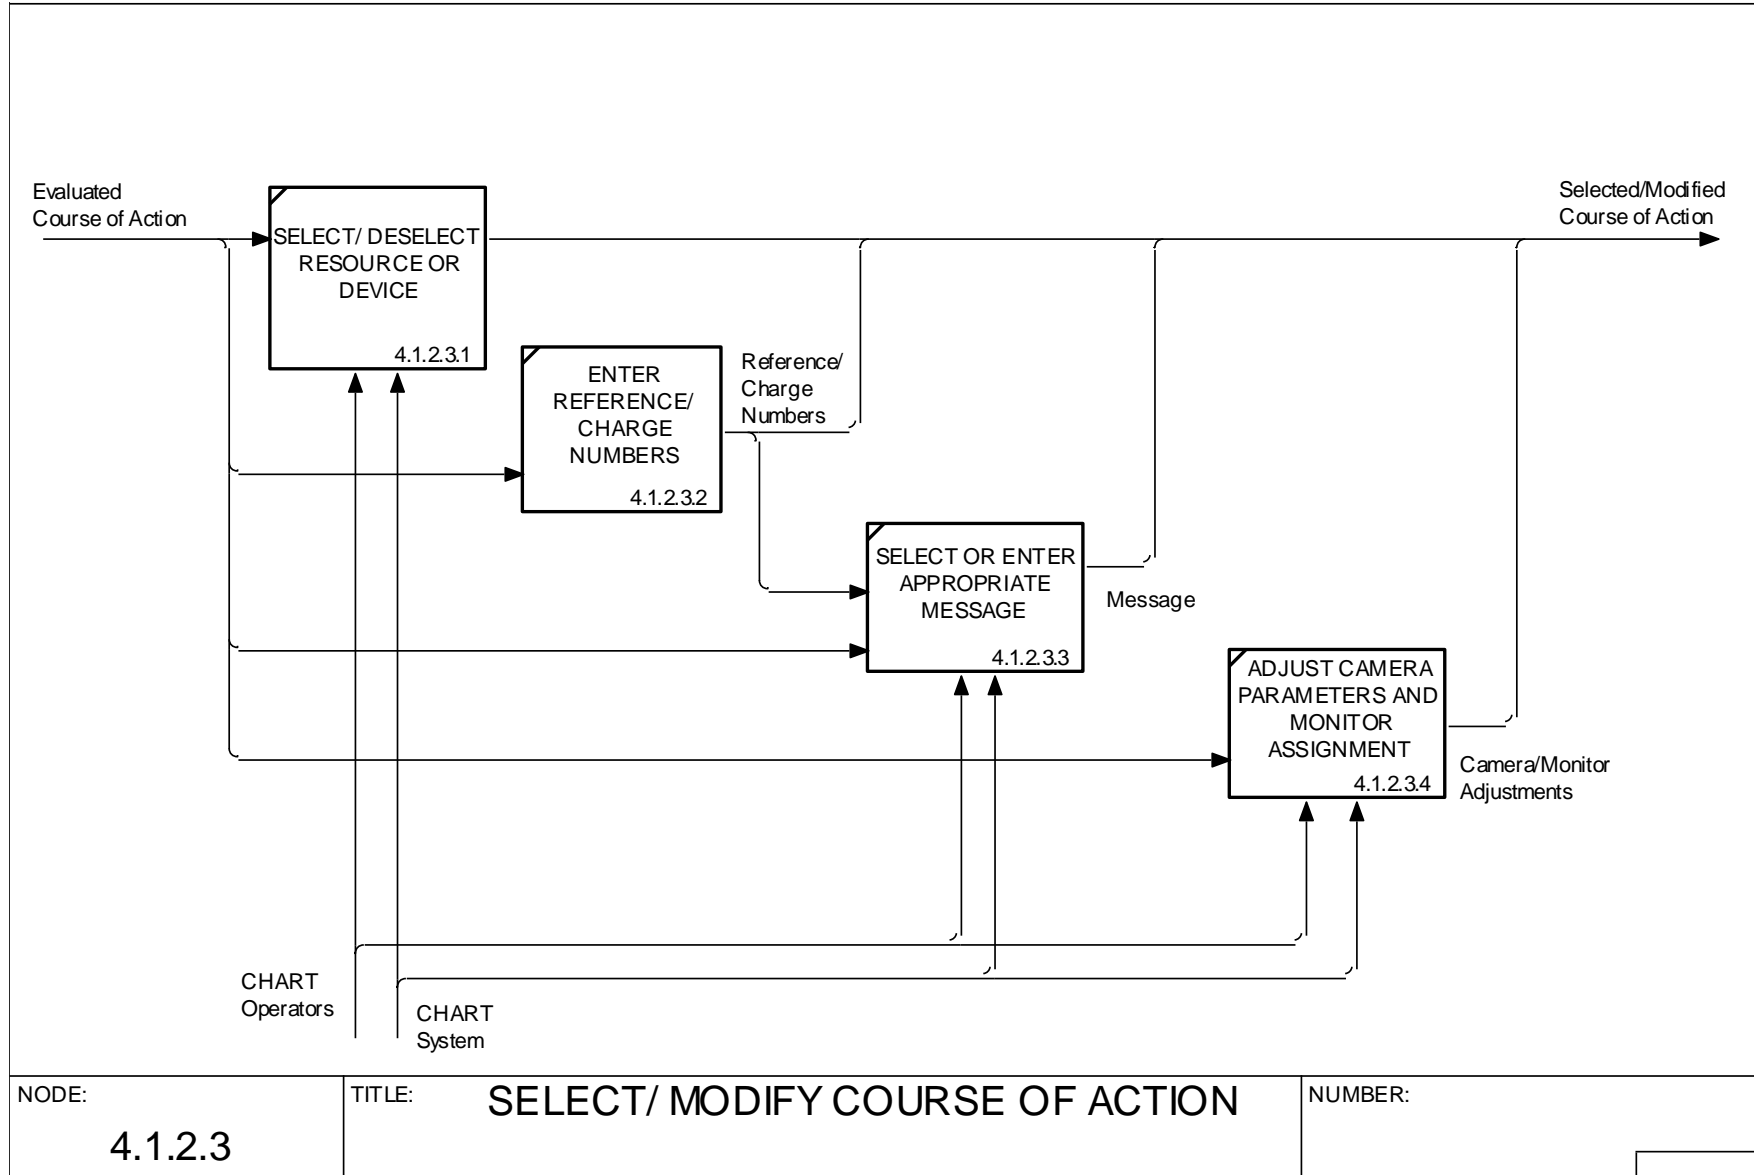 Evaluated
Course of Action
Selected/Modified
Course of Action
SELECT/ DESELECT
RESOURCE OR
DEVICE
4.1.2.3.1
ENTER
REFERENCE/
CHARGE
NUMBERS
4.1.2.3.2
Reference/
Charge
Numbers
SELECT OR ENTER
APPROPRIATE
MESSAGE
4.1.2.3.3
Message
ADJUST CAMERA
PARAMETERS AND
MONITOR
ASSIGNMENT
4.1.2.3.4
Camera/Monitor
Adjustments
CHART
Operators
CHART
System
NODE:
4.1.2.3
TITLE:
SELECT/ MODIFY COURSE OF ACTION
NUMBER: